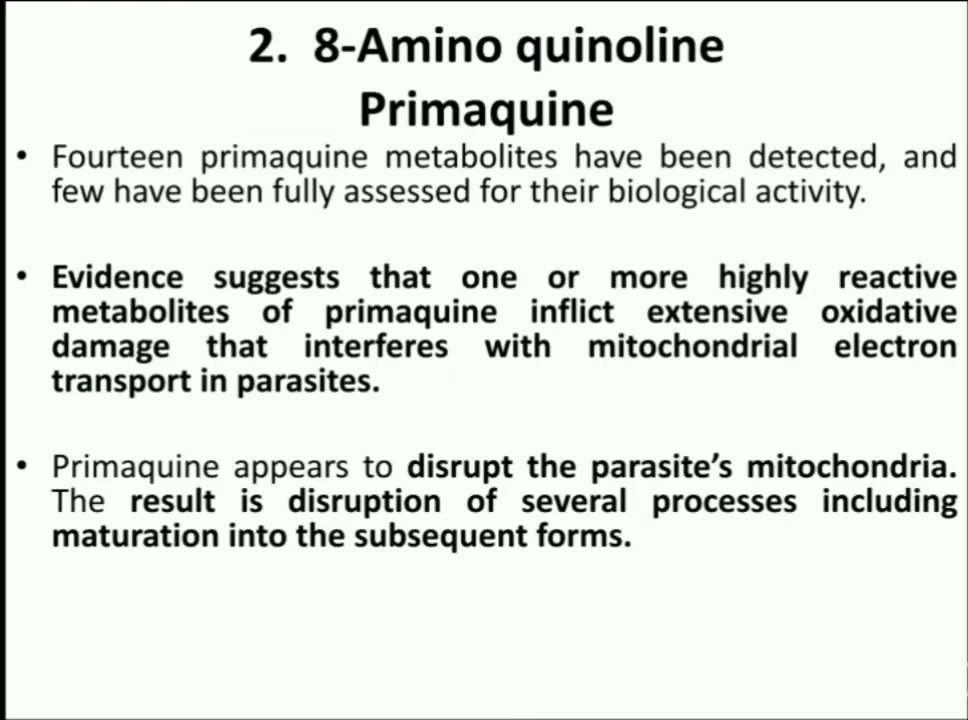 2. 8-Amino quinoline
Primaquine
• Fourteen primaquine metabolites have been detected, and
few have been fully assessed for their biological activity.
• Evidence suggests that one or more highly reactive
metabolites of primaquine inflict extensive oxidative
damage that interferes with mitochondrial electron
transport in parasites.
• Primaquine appears to disrupt the parasite’s mitochondria.
The result is disruption of several processes including
maturation into the subsequent forms.